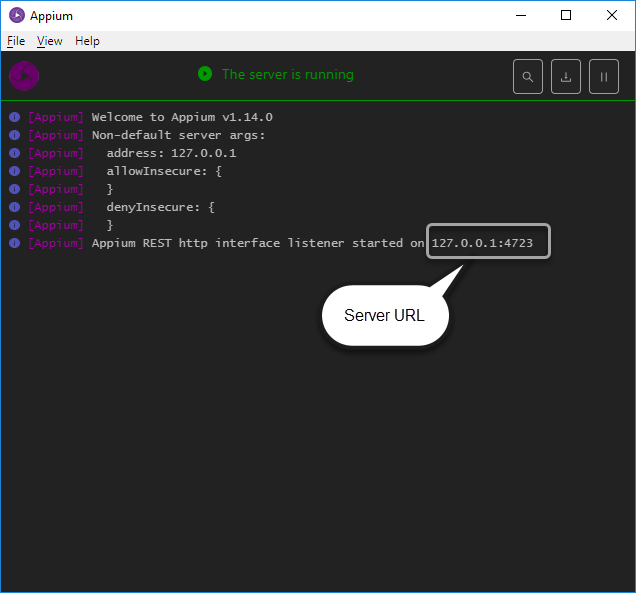 Appium
File View Help
The server is running
[Appium] Welcome to Appium v1.14.0
[Appium] Non-default server args:
[Appium]   address: 127.0.0.1
[Appium]   allowInsecure: {
[Appium]   }
[Appium]   denyInsecure: {
[Appium]   }
[Appium] Appium REST http interface listener started on 127.0.0.1:4723
Server URL